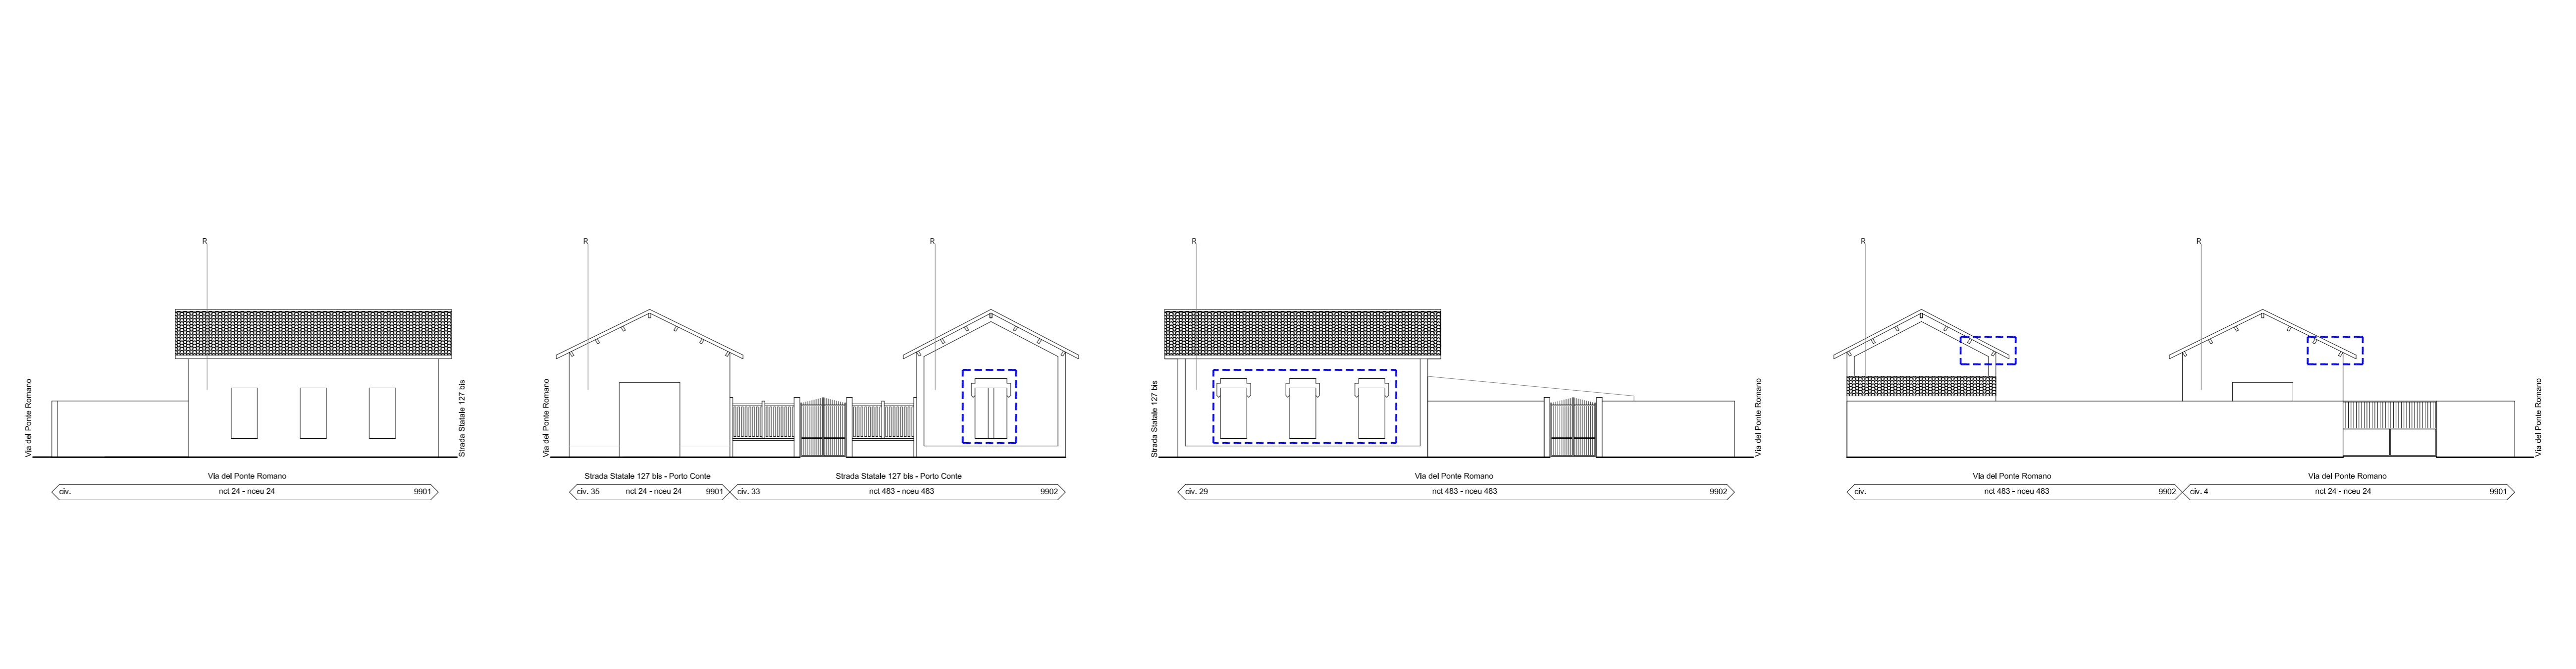 R
Via del Ponte Romano
Strada Statale 127 bis
Via del Ponte Romano
civ. nct 24 - nceu 24 9901
R
R
Via del Ponte Romano
Strada Statale 127 bis - Porto Conte
Strada Statale 127 bis - Porto Conte
civ. 35 nct 24 - nceu 24 9901
civ. 33 nct 483 - nceu 483 9902
R
Strada Statale 127 bis
Via del Ponte Romano
Via del Ponte Romano
civ. 29 nct 483 - nceu 483 9902
R
R
Via del Ponte Romano
Via del Ponte Romano
Via del Ponte Romano
civ. nct 483 - nceu 483 9902
civ. 4 nct 24 - nceu 24 9901